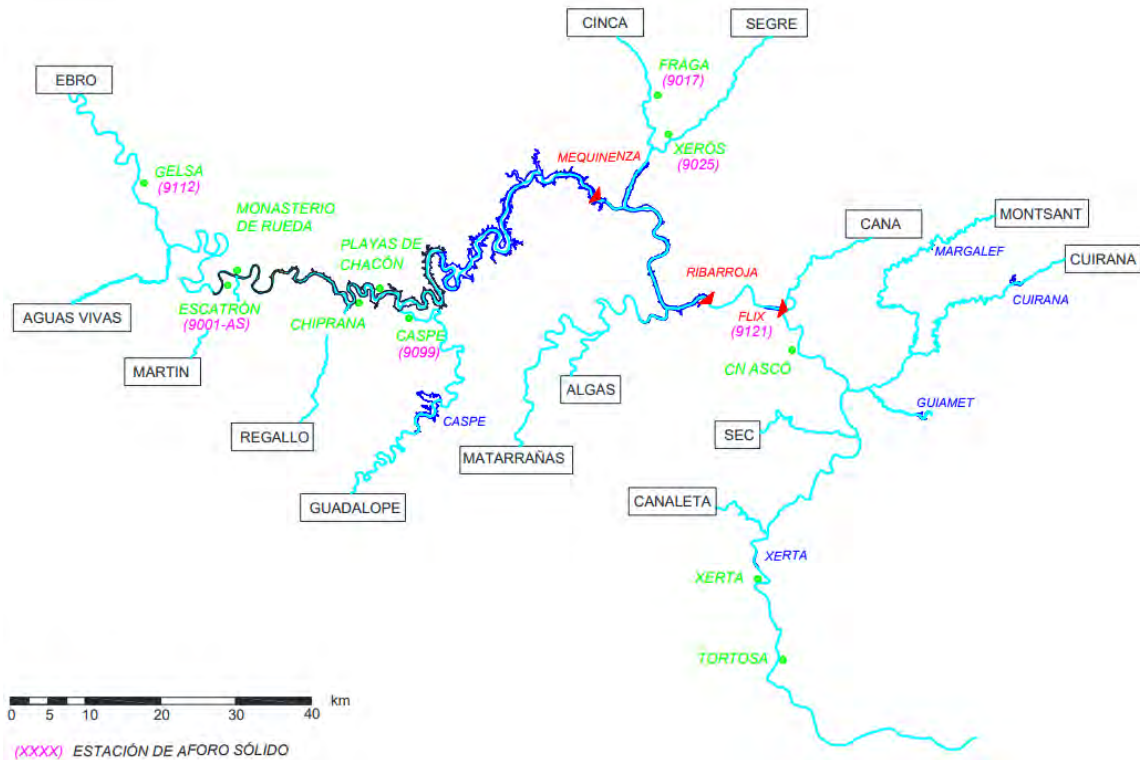 CINCA
SEGRE
FRAGA
(9017)
EBRO
XERÓS
(9025)
MEQUINENZA
GELSA
(9112)
MONASTERIO
DE RUEDA
CANA
MONTSANT
MARGALEF
CUIRANA
PLAYAS DE
CHACÓN
RIBARROJA
CUIRANA
AGUAS VIVAS
ESCATRÓN
(9001-AS)
CHIPRANA
CASPE
(9099)
FLIX
(9121)
MARTIN
CN ASCÓ
ALGAS
GUIAMET
CASPE
REGALLO
SEC
MATARRAÑAS
GUADALOPE
CANALETA
XERTA
XERTA
TORTOSA
km
0 5 10 20 30 40
(XXXX) ESTACIÓN DE AFORO SÓLIDO